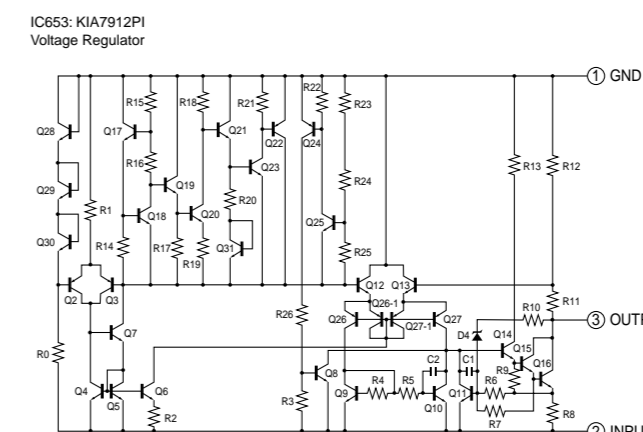 IC653: KIA7912PI
Voltage Regulator
1 GND
R15 R18 R21 R22 R23
Q28 Q17 Q21 Q22 Q24
R16 R13 R12
Q29 Q19 Q23 R24
R1 R20
Q18 Q20 Q25
Q30 R14 R17 R19 Q31 R25
Q2 Q3 Q12 Q13
Q26-1 R10 R11
R26 Q26 Q27-1 Q27 3 OUTP
Q7 D4 Q14
R0 C2 C1 Q15
Q8 R9 Q16
Q4 Q5 Q6 R3 Q9 R4 R5 Q10 Q11 R6
R2 R7 R8
2 INPU